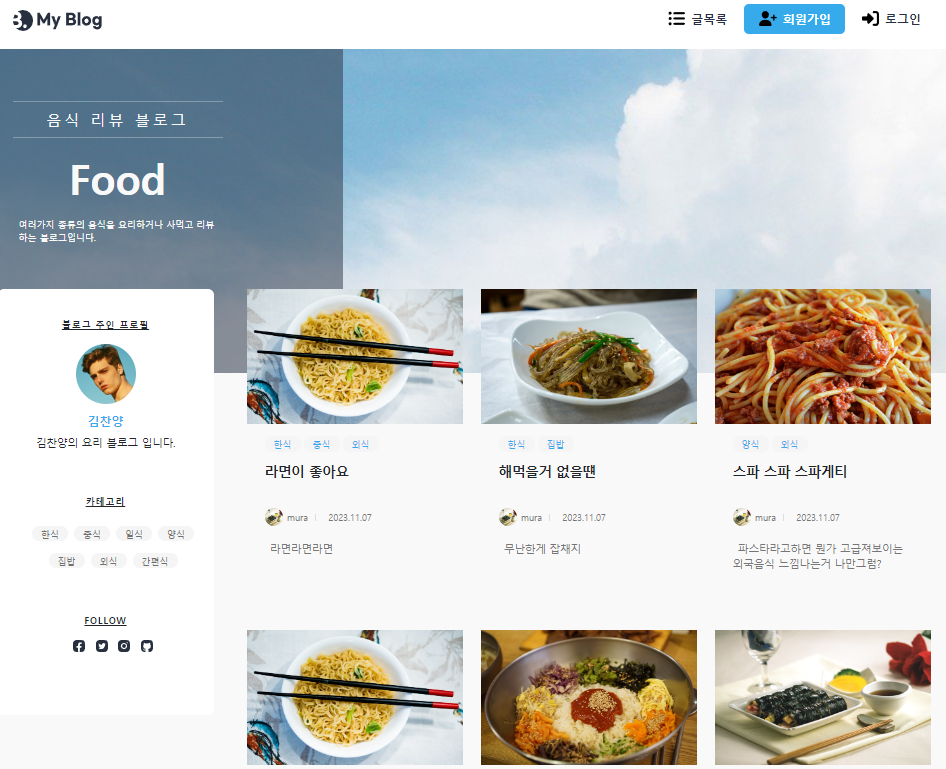 My Blog
글목록
회원가입
로그인
음식 리뷰 블로그
Food
여러가지 종류의 음식을 요리하거나 사먹고 리뷰
하는 블로그입니다.
블로그 주인 프로필
김찬양
김찬양의 요리 블로그 입니다.
카테고리
한식 중식 일식 양식
집밥 외식 간편식
FOLLOW
한식 중식 외식
라면이 좋아요
mura | 2023.11.07
라면라면라면
한식 집밥
해먹을거 없을땐
mura | 2023.11.07
무난한게 잡채지
양식 외식
스파 스파 스파게티
mura | 2023.11.07
파스타라고하면 뭔가 고급져보이는
외국음식 느낌나는거 나만그럼?